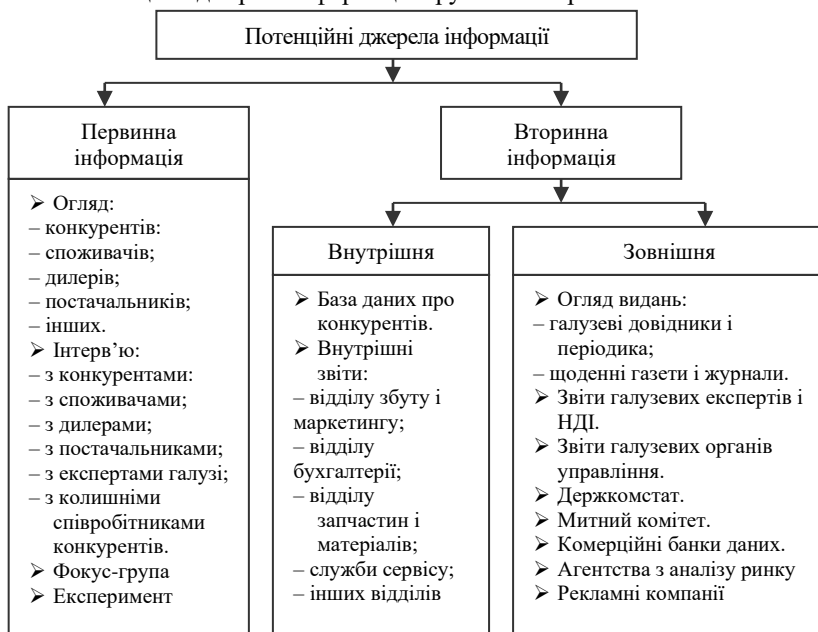 Потенційні джерела інформації
Первинна
інформація
➢ Огляд:
– конкурентів:
– споживачів;
– дилерів;
– постачальників;
– інших.
➢ Інтерв’ю:
– з конкурентами:
– з споживачами;
– з дилерами;
– з постачальниками;
– з експертами галузі;
– з колишніми
співробітниками
конкурентів.
➢ Фокус-група
➢ Експеримент
Вторинна
інформація
Внутрішня
➢ База даних про
конкурентів.
➢ Внутрішні
звіти:
– відділу збуту і
маркетингу;
– відділу
бухгалтерії;
– відділу
запчастин і
матеріалів;
– служби сервісу;
– інших відділів
Зовнішня
➢ Огляд видань:
– галузеві довідники і
періодика;
– щоденні газети і журнали.
➢ Звіти галузевих експертів і
НДІ.
➢ Звіти галузевих органів
управління.
➢ Держкомстат.
➢ Митний комітет.
➢ Комерційні банки даних.
➢ Агентства з аналізу ринку
➢ Рекламні компанії